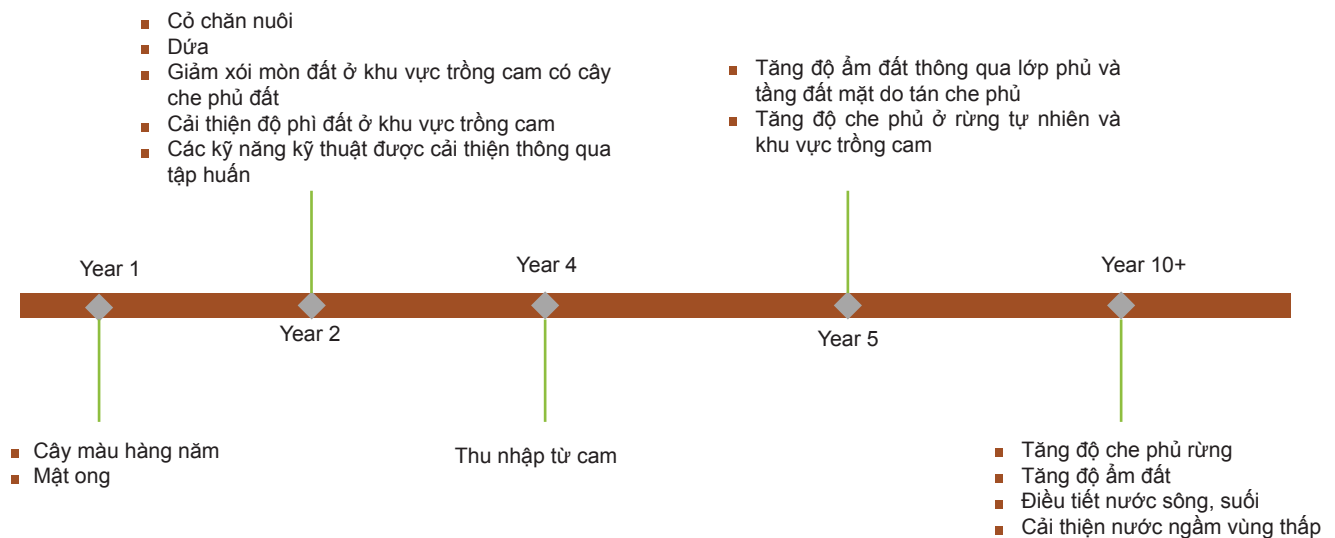 Cỏ chăn nuôi
Dứa
Giảm xói mòn đất ở khu vực trồng cam có cây
che phủ đất
Cải thiện độ phì đất ở khu vực trồng cam
Các kỹ năng kỹ thuật được cải thiện thông qua
tập huấn
Tăng độ ẩm đất thông qua lớp phủ và
tầng đất mặt do tán che phủ
Tăng độ che phủ ở rừng tự nhiên và
khu vực trồng cam
Year 1
Year 4
Year 10+
Year 2
Year 5
Cây màu hàng năm
Mật ong
Thu nhập từ cam
Tăng độ che phủ rừng
Tăng độ ẩm đất
Điều tiết nước sông, suối
Cải thiện nước ngầm vùng thấp